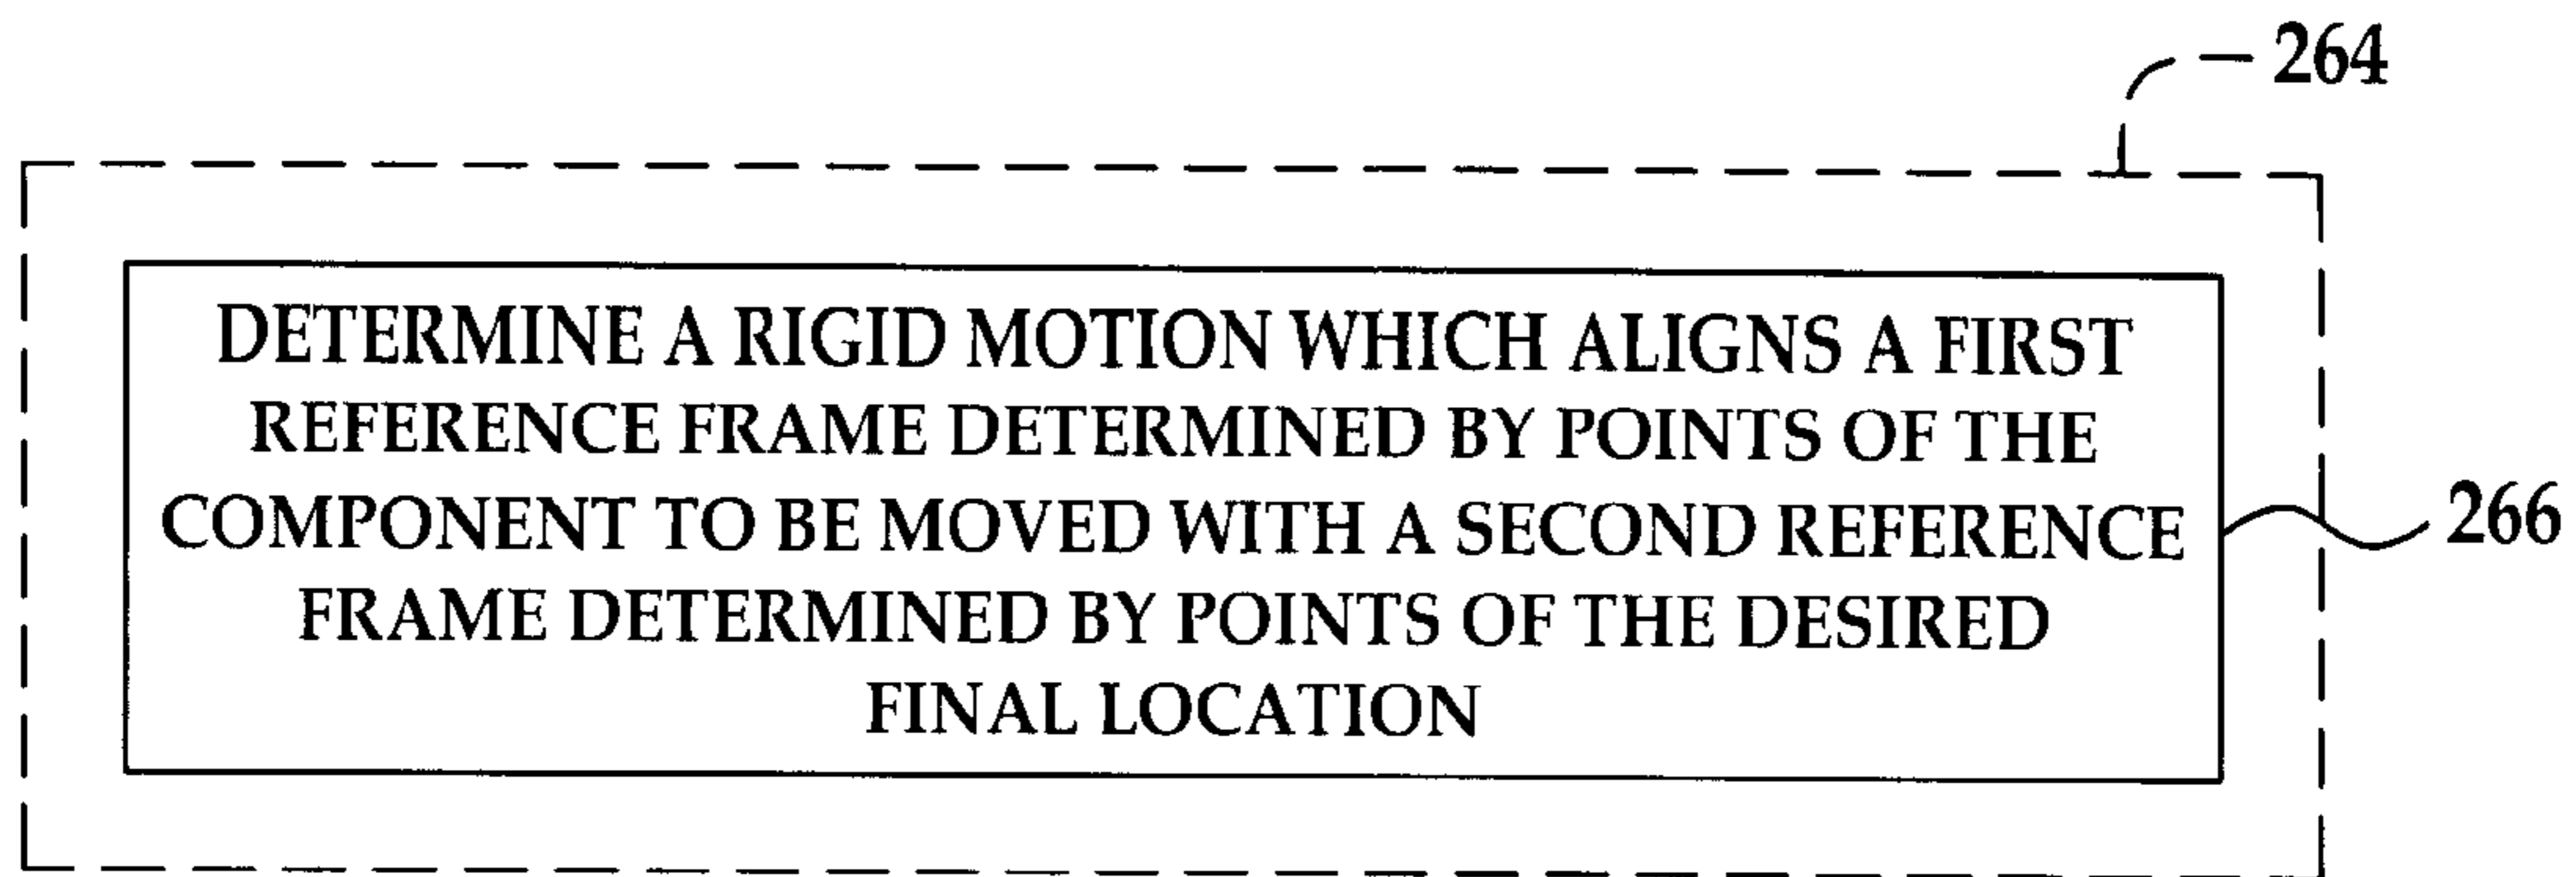 264
DETERMINE A RIGID MOTION WHICH ALIGNS A FIRST
REFERENCE FRAME DETERMINED BY POINTS OF THE
COMPONENT TO BE MOVED WITH A SECOND REFERENCE
FRAME DETERMINED BY POINTS OF THE DESIRED
FINAL LOCATION
266